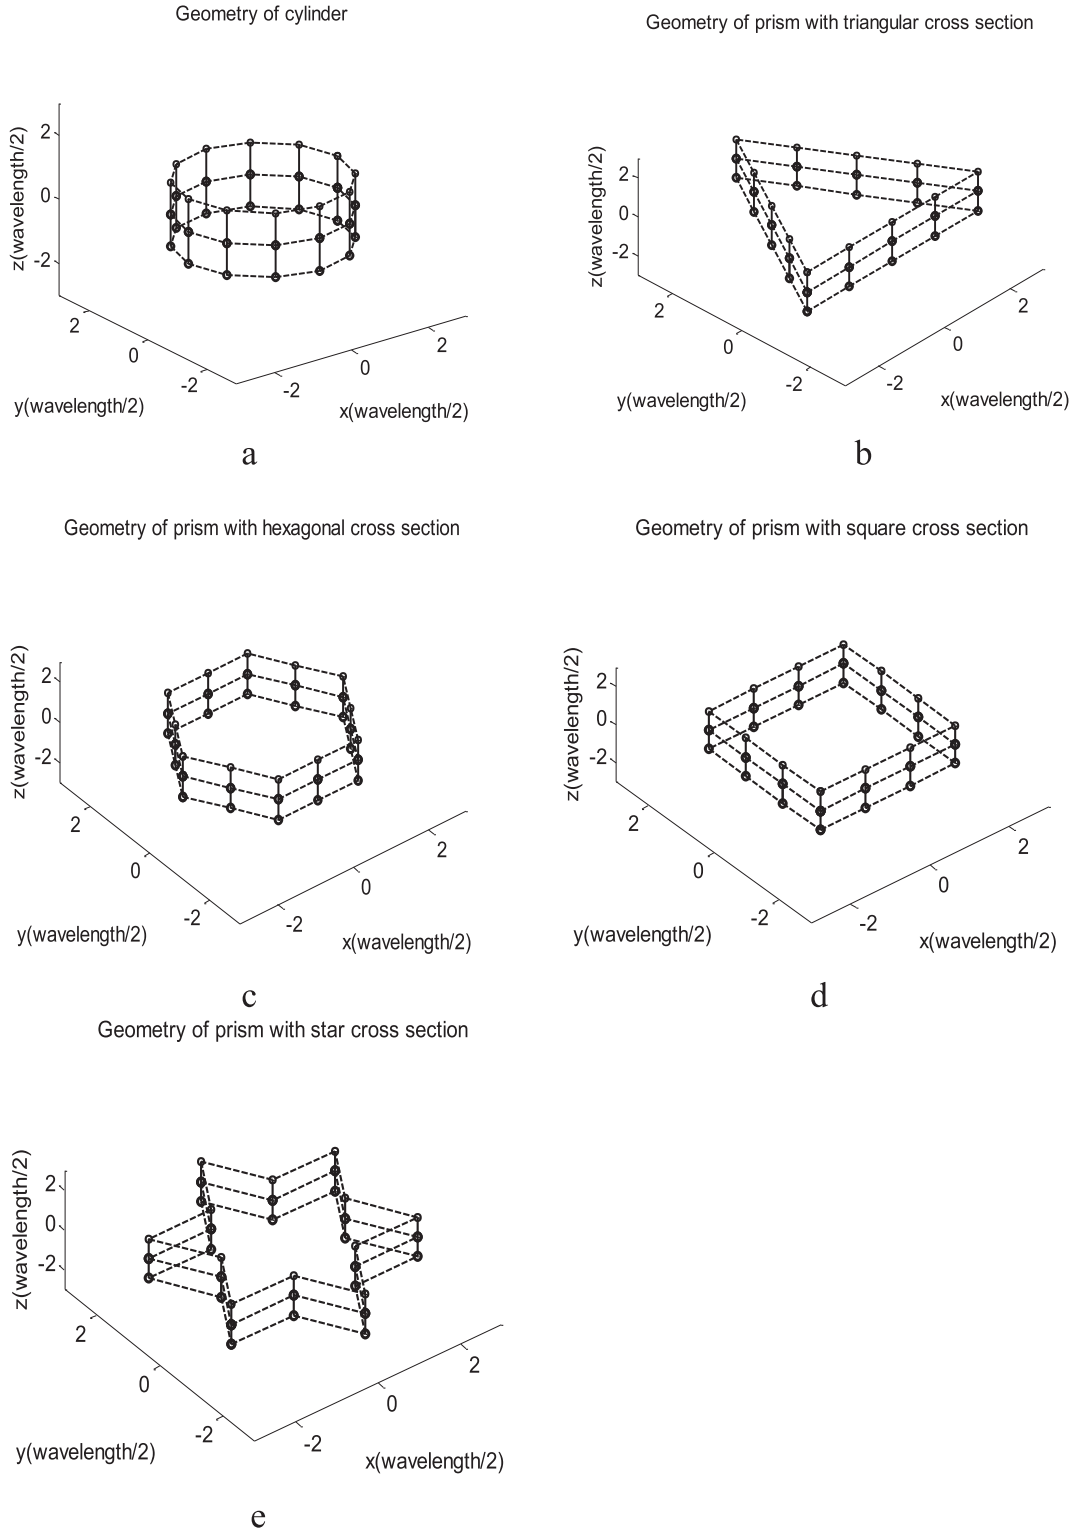 Geometry of cylinder
z(wavelength/2)
2
0
-2
2
0
-2
y(wavelength/2)
-2
0
2
x(wavelength/2)
a
Geometry of prism with triangular cross section
z(wavelength/2)
2
0
-2
2
0
-2
y(wavelength/2)
-2
0
2
x(wavelength/2)
b
Geometry of prism with hexagonal cross section
z(wavelength/2)
2
0
-2
2
0
-2
y(wavelength/2)
-2
0
2
x(wavelength/2)
c
Geometry of prism with square cross section
z(wavelength/2)
2
0
-2
2
0
-2
y(wavelength/2)
-2
0
2
x(wavelength/2)
d
Geometry of prism with star cross section
z(wavelength/2)
2
0
-2
2
0
-2
y(wavelength/2)
-2
0
2
x(wavelength/2)
e